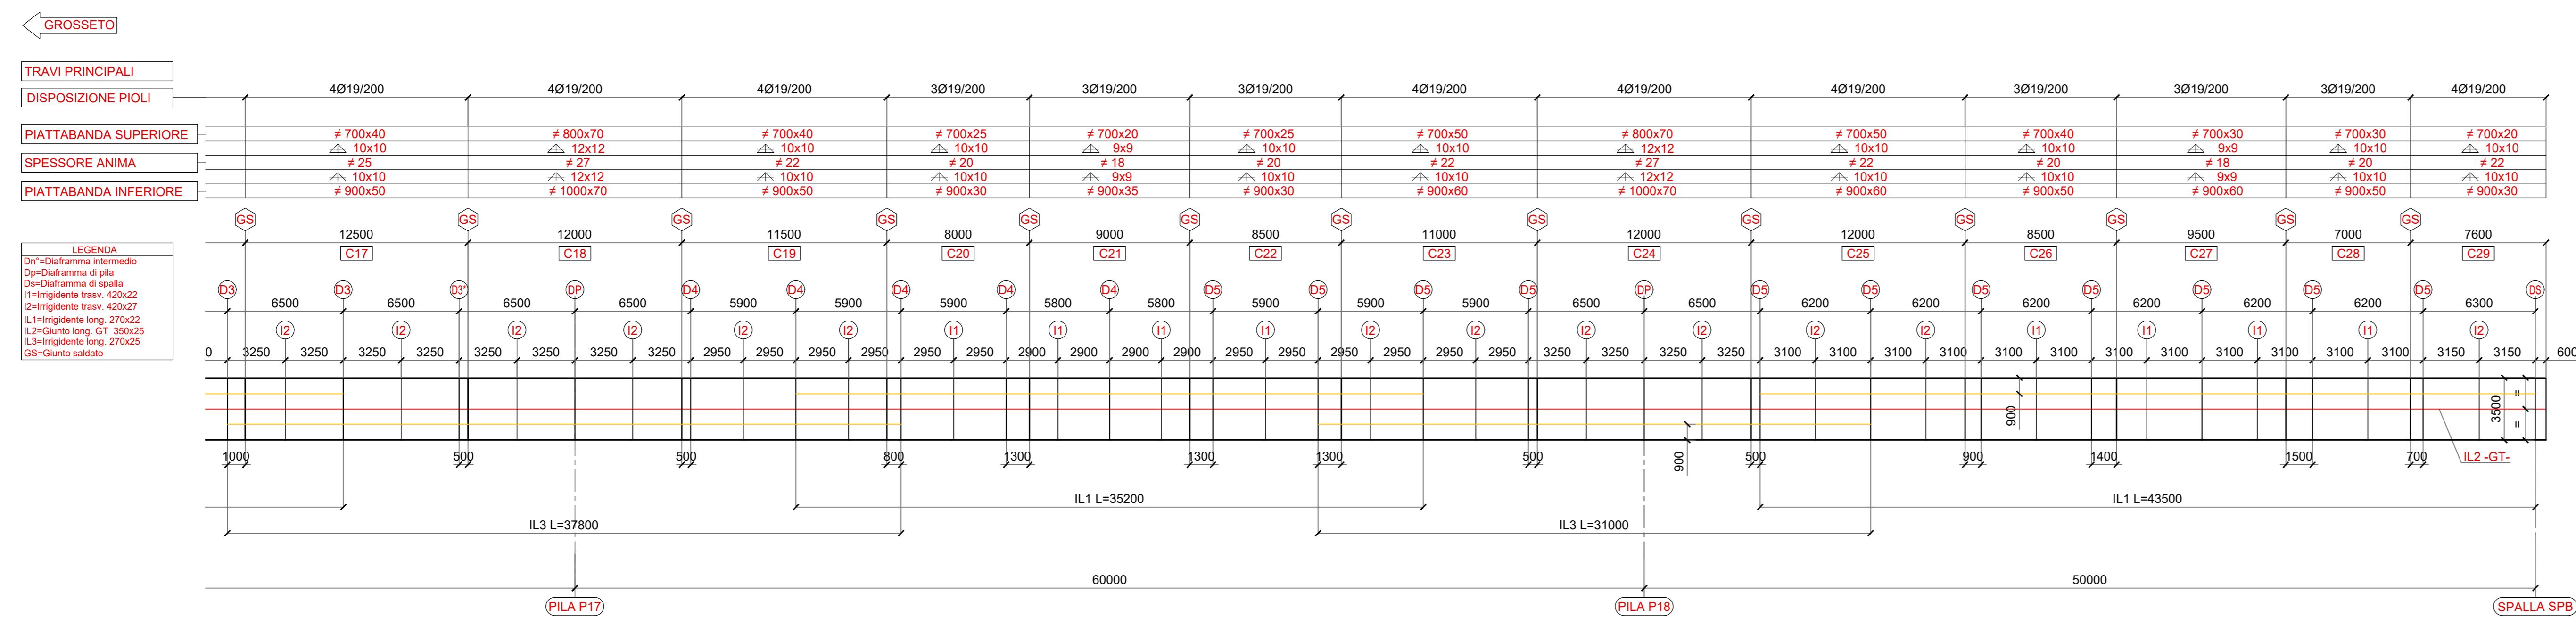 GROSSETO
TRAVI PRINCIPALI
DISPOSIZIONE PIOLI
4Ø19/200 4Ø19/200 4Ø19/200 3Ø19/200 3Ø19/200 3Ø19/200 4Ø19/200 4Ø19/200 4Ø19/200 3Ø19/200 3Ø19/200 3Ø19/200 4Ø19/200
PIATTABANDA SUPERIORE
≠ 700x40 ≠ 800x70 ≠ 700x40 ≠ 700x25 ≠ 700x20 ≠ 700x25 ≠ 700x50 ≠ 800x70 ≠ 700x50 ≠ 700x40 ≠ 700x30 ≠ 700x30 ≠ 700x20
10x10 12x12 10x10 10x10 9x9 10x10 10x10 12x12 10x10 10x10 9x9 10x10 10x10
SPESSORE ANIMA
≠ 25 ≠ 27 ≠ 22 ≠ 20 ≠ 18 ≠ 20 ≠ 22 ≠ 27 ≠ 22 ≠ 20 ≠ 18 ≠ 20 ≠ 22
10x10 12x12 10x10 10x10 9x9 10x10 10x10 12x12 10x10 10x10 9x9 10x10 10x10
PIATTABANDA INFERIORE
≠ 900x50 ≠ 1000x70 ≠ 900x50 ≠ 900x30 ≠ 900x35 ≠ 900x30 ≠ 900x60 ≠ 1000x70 ≠ 900x60 ≠ 900x50 ≠ 900x60 ≠ 900x50 ≠ 900x30
GS GS GS GS GS GS GS GS GS GS GS GS GS
12500 12000 11500 8000 9000 8500 11000 12000 12000 8500 9500 7000 7600
C17 C18 C19 C20 C21 C22 C23 C24 C25 C26 C27 C28 C29
LEGENDA
Dn°=Diaframma intermedio
Dp=Diaframma di pila
Ds=Diaframma di spalla
I1=Irrigidente trasv. 420x22
I2=Irrigidente trasv. 420x27
IL1=Irrigidente long. 270x22
IL2=Giunto long. GT 350x25
IL3=Irrigidente long. 270x25
GS=Giunto saldato
D3 D3 D3* DP D4 D4 D4 D4 D4 D5 D5 D5 D5 DP D5 D5 D5 D5 D5 D5 D5 DS
6500 6500 6500 6500 5900 5900 5900 5800 5800 5900 5900 5900 6500 6500 6200 6200 6200 6200 6200 6200 6300
I2 I2 I2 I2 I2 I2 I1 I1 I1 I1 I2 I2 I2 I2 I2 I2 I1 I1 I1 I1 I2
0 3250 3250 3250 3250 3250 3250 3250 3250 2950 2950 2950 2950 2950 2950 2900 2900 2900 2900 2950 2950 2950 2950 2950 2950 3250 3250 3250 3250 3100 3100 3100 3100 3100 3100 3100 3100 3100 3100 3100 3100 3150 3150 600
900
3500
=
=
900
1000 500 500 800 1300 1300 1300 500 500 900 1400 1500 700
IL2 -GT-
IL1 L=35200 IL1 L=43500
IL3 L=37800 IL3 L=31000
60000 50000
PILA P17 PILA P18 SPALLA SPB